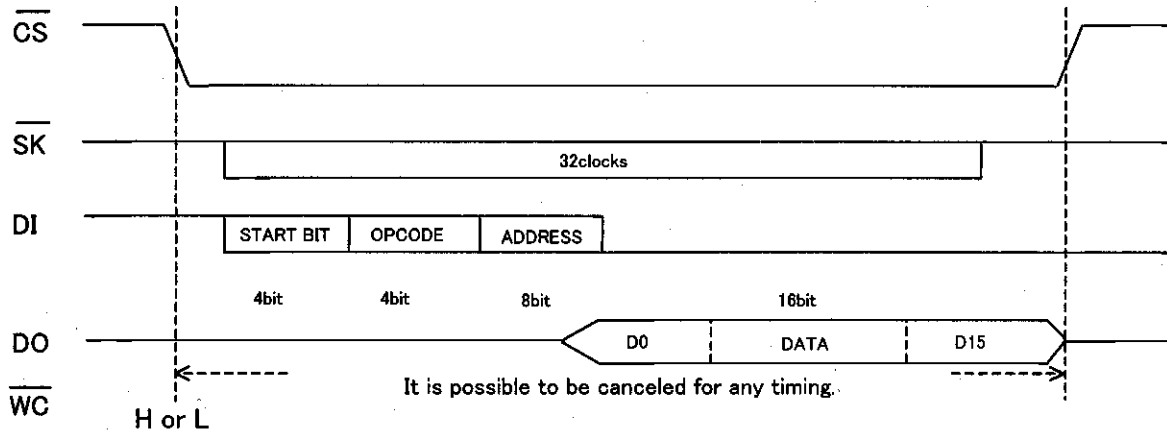 CS
SK
32clocks
DI
START BIT OPCODE ADDRESS
4bit 4bit 8bit 16bit
DO
D0 DATA D15
It is possible to be canceled for any timing.
WC
H or L